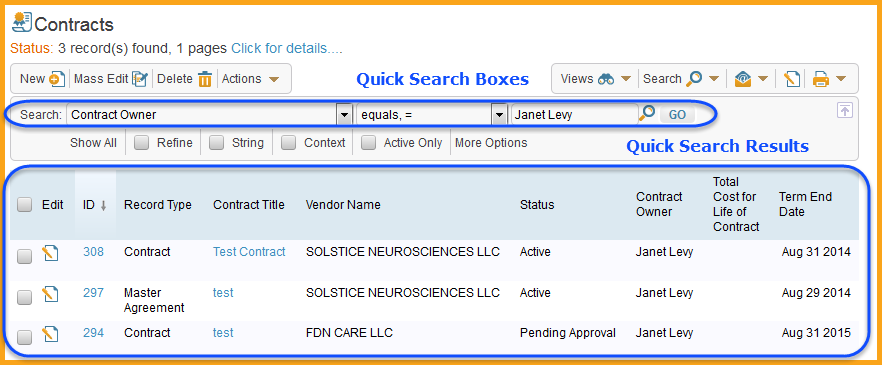 Contracts
Status: 3 record(s) found, 1 pages Click for details....
New Mass Edit Delete Actions Quick Search Boxes Views Search
Search: Contract Owner equals, = Janet Levy GO
Show All Refine String Context Active Only More Options Quick Search Results
Edit ID ↓ Record Type Contract Title Vendor Name Status Contract Owner Total Cost for Life of Contract Term End Date
308 Contract Test Contract SOLSTICE NEUROSCIENCES LLC Active Janet Levy Aug 31 2014
297 Master Agreement test SOLSTICE NEUROSCIENCES LLC Active Janet Levy Aug 29 2014
294 Contract test FDN CARE LLC Pending Approval Janet Levy Aug 31 2015